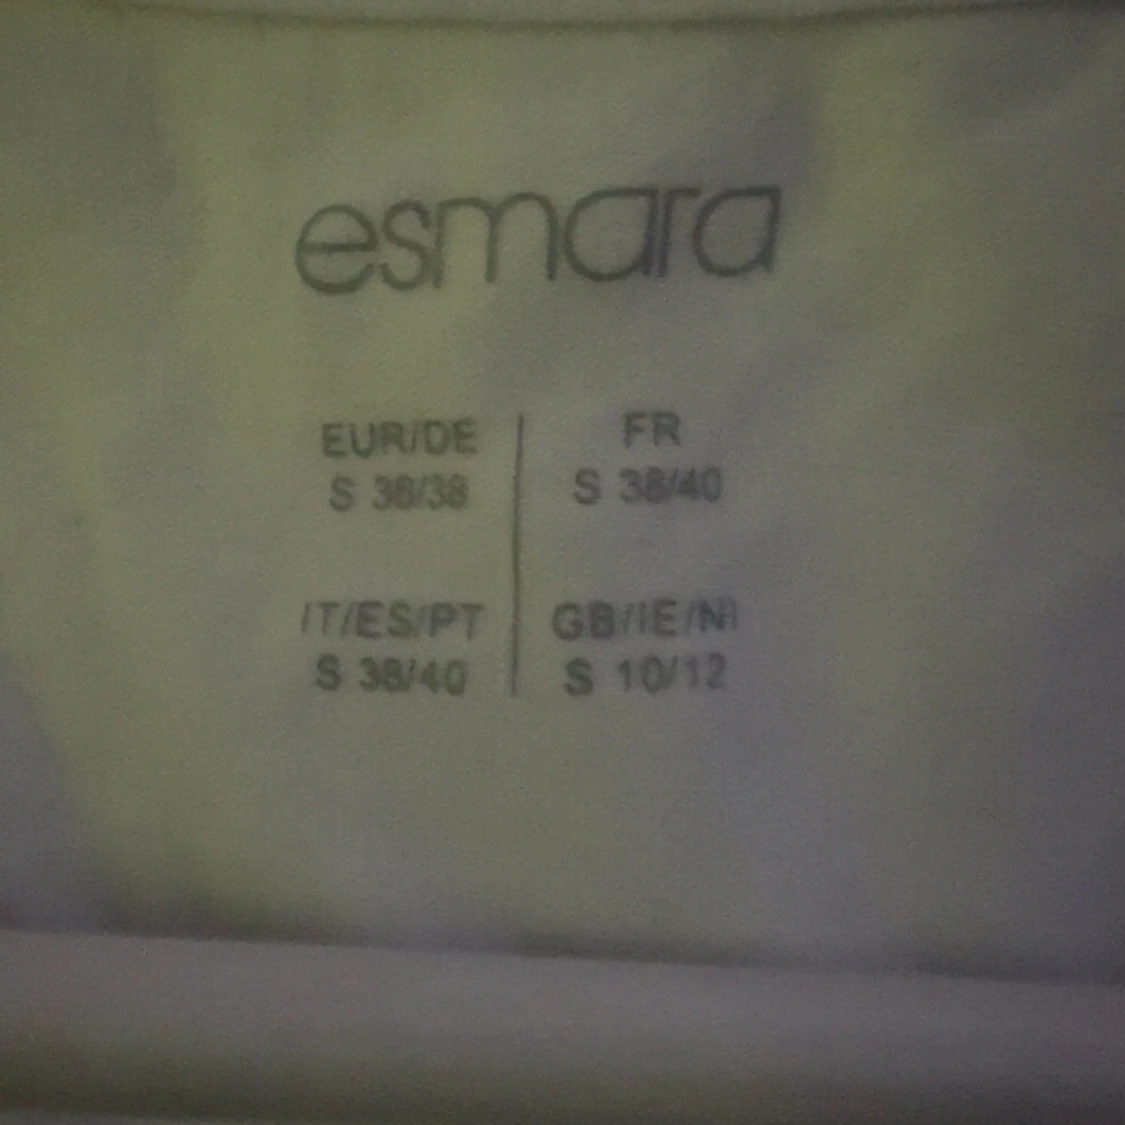 esmara
EUR/DE
S 36/38
FR
S 38/40
IT/ES/PT
S 38/40
GB/IE/NI
S 10/12